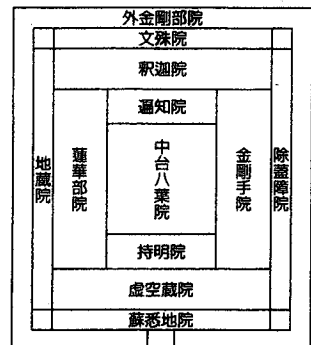 外金剛部院
文殊院
釈迦院
遍知院
地蔵院
蓮華部院
中台八葉院
金剛手院
除蓋障院
持明院
虚空蔵院
蘇悉地院